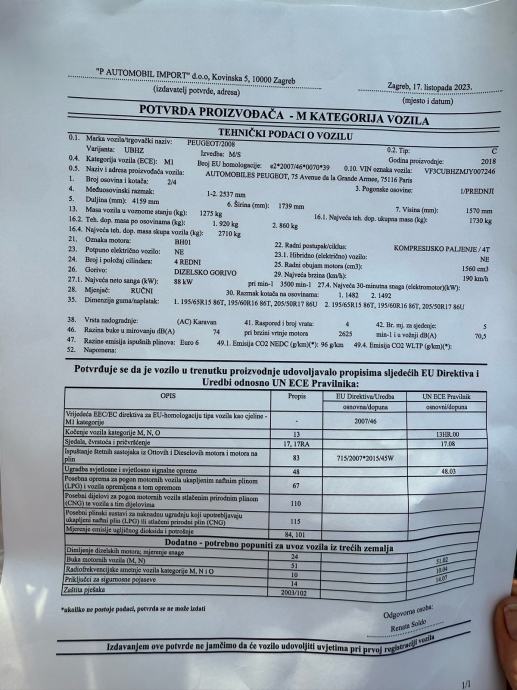 "P AUTOMOBIL IMPORT" d.o.o, Kovinska 5, 10000 Zagreb
(izdavatelj potvrde, adresa)
Zagreb, 17. listopada 2023.
(mjesto i datum)
POTVRDA PROIZVOĐAČA - M KATEGORIJA VOZILA
TEHNIČKI PODACI O VOZILU
0.1. Marka vozila/trgovački naziv: PEUGEOT/2008 0.2. Tip: C
Varijanta: UBHZ Izvedba: M/S Godina proizvodnje: 2018
0.4. Kategorija vozila (ECE): M1 Broj EU homologacije: e2*2007/46*0070*39 0.10. VIN oznaka vozila: VF3CUBHZMJY007246
0.5. Naziv i adresa proizvođača vozila: AUTOMOBILES PEUGEOT, 75 Avenue da la Grande Armee, 75116 Paris
1. Broj osovina i kotača: 2/4 3. Pogonske osovine: 1/PREDNJI
4. Međuosovinski razmak: 1-2. 2537 mm
5. Duljina (mm): 4159 mm 6. Širina (mm): 1739 mm 7. Visina (mm): 1570 mm
13. Masa vozila u voznome stanju (kg): 1275 kg 16.1. Najveća teh. dop. ukupna masa (kg): 1730 kg
16.2. Teh. dop. masa po osovinama (kg): 1. 920 kg 2. 860 kg
16.4. Najveća teh. dop. masa skupa vozila (kg): 2710 kg
21. Oznaka motora: BH01 22. Radni postupak/ciklus: KOMPRESIJSKO PALJENJE / 4T
23. Potpuno električno vozilo: NE 23.1. Hibridno (električno) vozilo: NE
24. Broj i položaj cilindara: 4 REDNI 25. Radni obujam motora (cm3): 1560 cm3
26. Gorivo: DIZELSKO GORIVO 29. Najveća brzina (km/h): 190 km/h
27.1. Najveća neto snaga (kW): 88 kW pri min-1 3500 min-1 27.4. Najveća 30-minutna snaga (elektromotor)(kW):
28. Mjenjač: RUČNI 30. Razmak kotača na osovinama: 1. 1482 2. 1492
35. Dimenzija guma/naplatak: 1. 195/65R15 86T, 195/60R16 86T, 205/50R17 86U 2. 195/65R15 86T, 195/60R16 86T, 205/50R17 86U
38. Vrsta nadogradnje: (AC) Karavan 41. Raspored i broj vrata: 4 42. Br. mj. za sjedenje: 5
46. Razina buke u mirovanju dB(A) 74 pri brzini vrtnje motora 2625 min-1 i u vožnji dB(A) 70,5
47. Razine emisija ispušnih plinova: Euro 6 49.1. Emisija CO2 NEDC (g/km)(*): 96 g/km 49.4. Emisija CO2 WLTP (g/km)(*):
52. Napomena:
Potvrđuje se da je vozilo u trenutku proizvodnje udovoljavalo propisima sljedećih EU Direktiva i
Uredbi odnosno UN ECE Pravilnika:
OPIS Propis EU Direktiva/Uredba UN ECE Pravilnik
osnovna/dopuna osnovni/dopuna
Vrijedeća EEC/EC direktiva za EU-homologaciju tipa vozila kao cjeline -
M1 kategorije - 2007/46
Kočenje vozila kategorije M, N, O 13 13HR.00
Sjedala, čvrstoća i pričvršćenje 17, 17RA 17.08
Ispuštanje štetnih sastojaka iz Ottovih i Dieselovih motora i motora na
plin 83 715/2007*2015/45W
Ugradba svjetlosne i svjetlosno signalne opreme 48 48.03
Posebna oprema za pogon motornih vozila ukapljenim naftnim plinom
(LPG) i vozila opremljena s tom opremom 67
Posebni dijelovi za pogon motornih vozila stlačenim prirodnim plinom
(CNG) te vozila s tim dijelovima 110
Posebni plinski sustavi za naknadnu ugradnju koji upotrebljavaju
ukapljeni naftni plin (LPG) ili stlačeni prirodni plin (CNG) 115
Mjerenje emisije ugljičnog dioksida i potrošnje 84, 101
Dodatno - potrebno popuniti za uvoz vozila iz trećih zemalja
Dimljenje dizelskih motora; mjerenje snage 24
Buka motornih vozila (M, N) 51 51.02
Radiofrekvencijske smetnje vozila kategorije M, N i O 10 10.04
Priključci za sigurnosne pojaseve 14 14.07
Zaštita pješaka 2003/102
*ukoliko ne postoje podaci, potvrda se ne može izdati
Odgovorna osoba:
Renata Soldo
Izdavanjem ove potvrde ne jamčimo da će vozilo udovoljiti uvjetima pri prvoj registraciji vozila
1/1